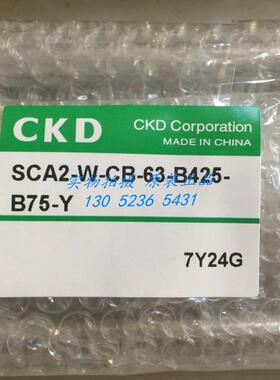 CKD
CKD Corporation
MADE IN CHINA
SCA2-W-CB-63-B425-
B75-Y
实物拍摄 原装正品
130 5236 5431
7Y24G